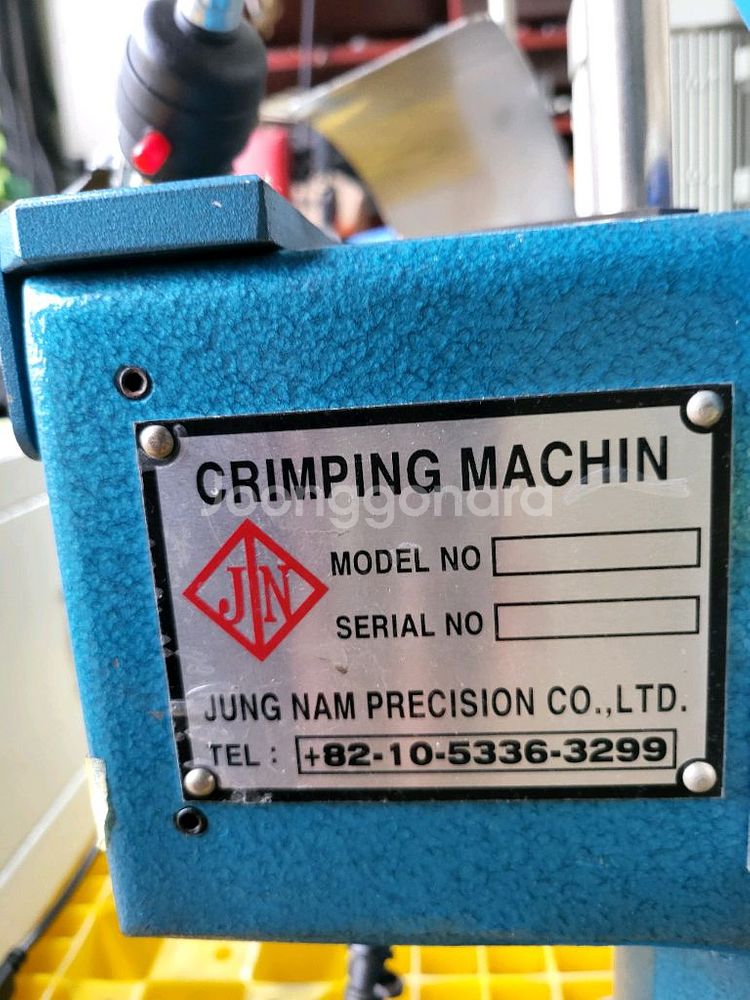 CRIMPING MACHIN
Joonggonara
JN
MODEL NO
SERIAL NO
JUNG NAM PRECISION CO.,LTD.
TEL : +82-10-5336-3299